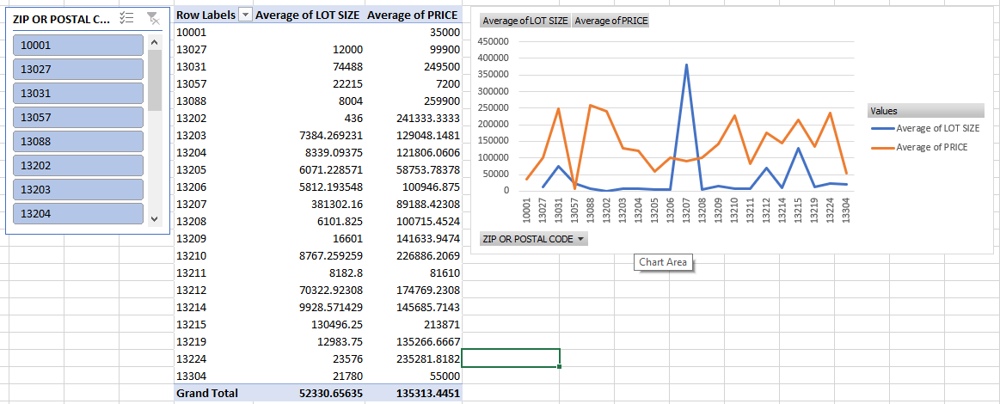 ZIP OR POSTAL C...
10001
13027
13031
13057
13088
13202
13203
13204
Row Labels Average of LOT SIZE Average of PRICE
10001 35000
13027 12000 99900
13031 74488 249500
13057 22215 7200
13088 8004 259900
13202 436 241333.3333
13203 7384.269231 129048.1481
13204 8339.09375 121806.0606
13205 6071.228571 58753.78378
13206 5812.193548 100946.875
13207 381302.16 89188.42308
13208 6101.825 100715.4524
13209 16601 141633.9474
13210 8767.259259 226886.2069
13211 8182.8 81610
13212 70322.92308 174769.2308
13214 9928.571429 145685.7143
13215 130496.25 213871
13219 12983.75 135266.6667
13224 23576 235281.8182
13304 21780 55000
Grand Total 52330.65635 135313.4451
Average of LOT SIZE Average of PRICE
450000
400000
350000
300000
250000
200000
150000
100000
50000
0
10001 13027 13031 13057 13088 13202 13203 13204 13205 13206 13207 13208 13209 13210 13211 13212 13214 13215 13219 13224 13304
Values
Average of LOT SIZE
Average of PRICE
ZIP OR POSTAL CODE
Chart Area